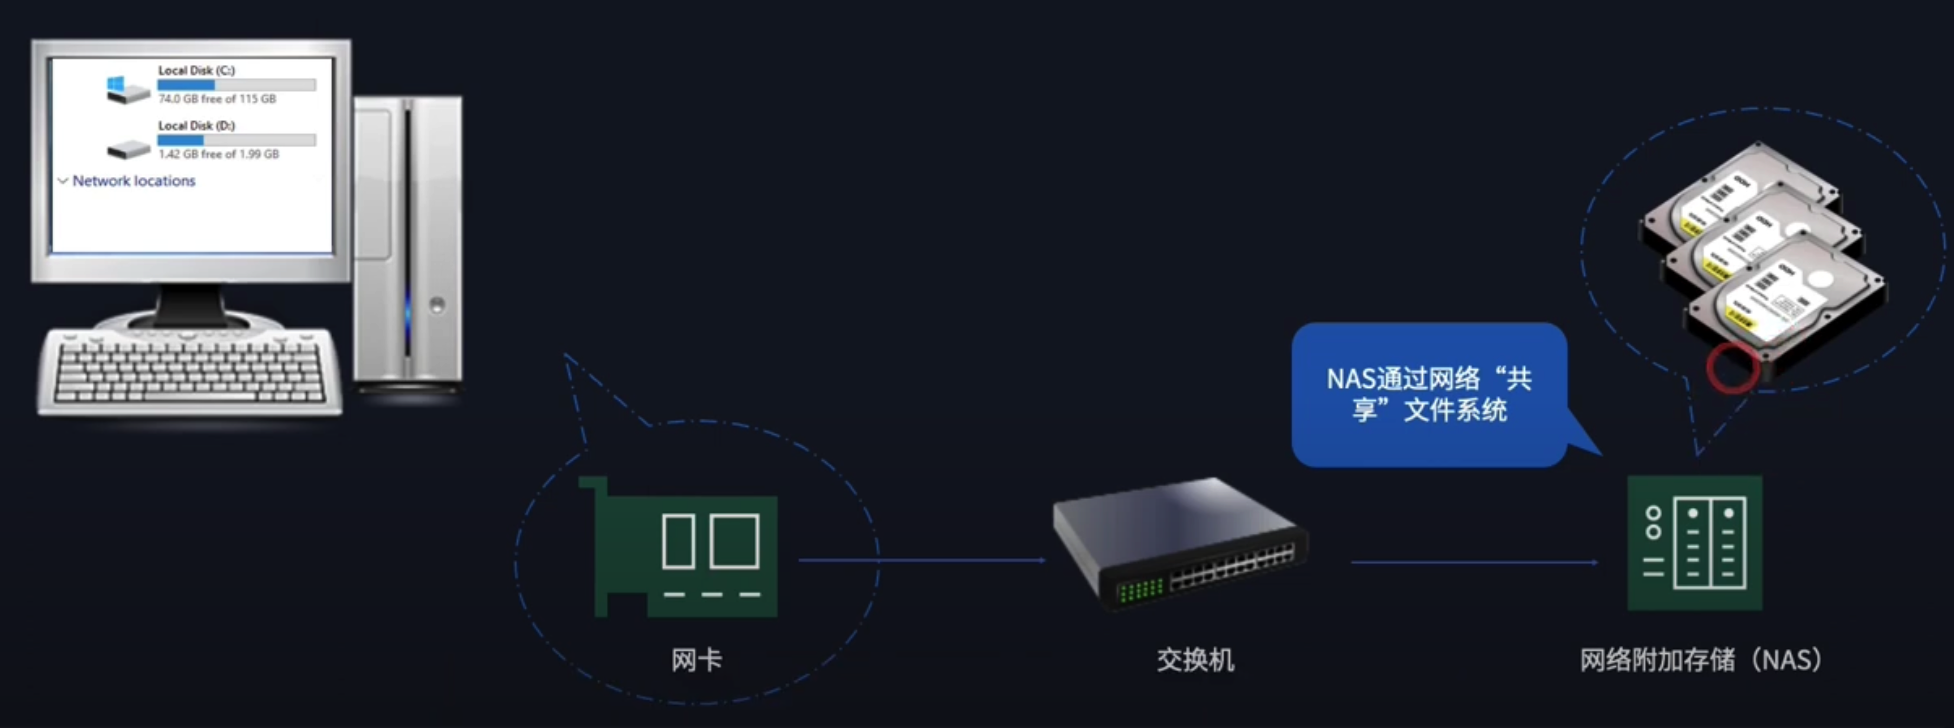 Local Disk (C:)
74.0 GB free of 115 GB
Local Disk (D:)
1.42 GB free of 1.99 GB
Network locations
NAS通过网络“共
享”文件系统
网卡
交换机
网络附加存储（NAS）